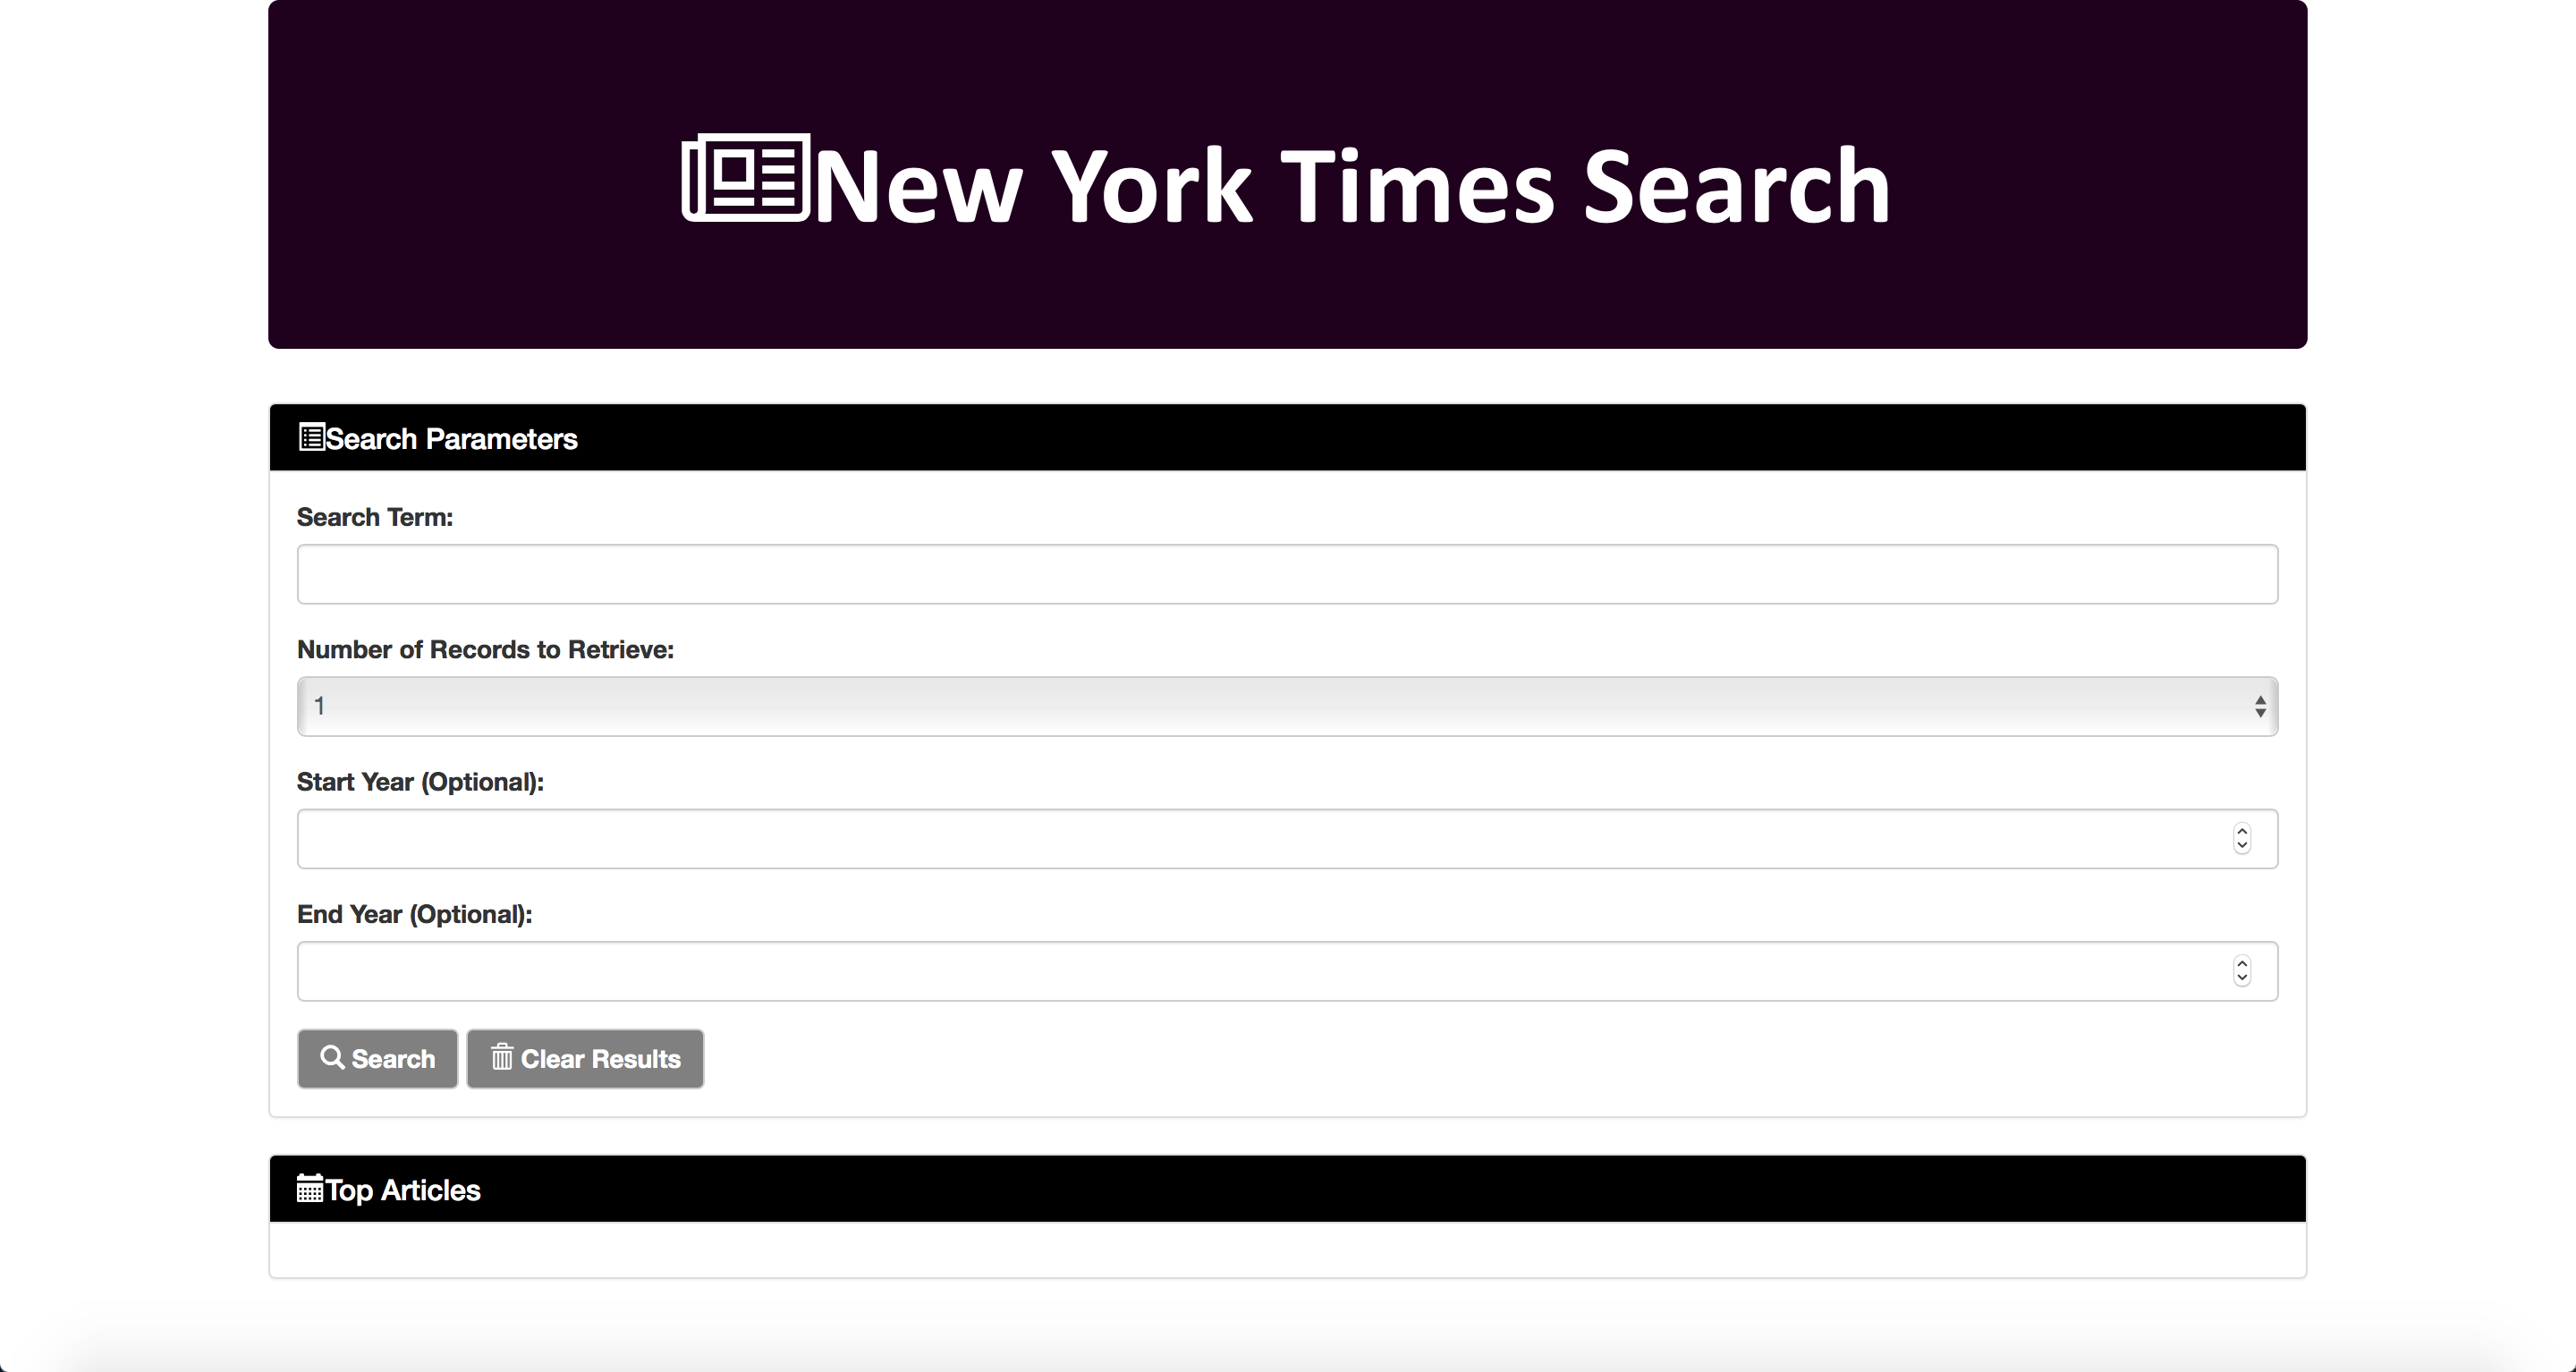 New York Times Search
Search Parameters
Search Term:
Number of Records to Retrieve:
1
Start Year (Optional):
End Year (Optional):
Search Clear Results
Top Articles